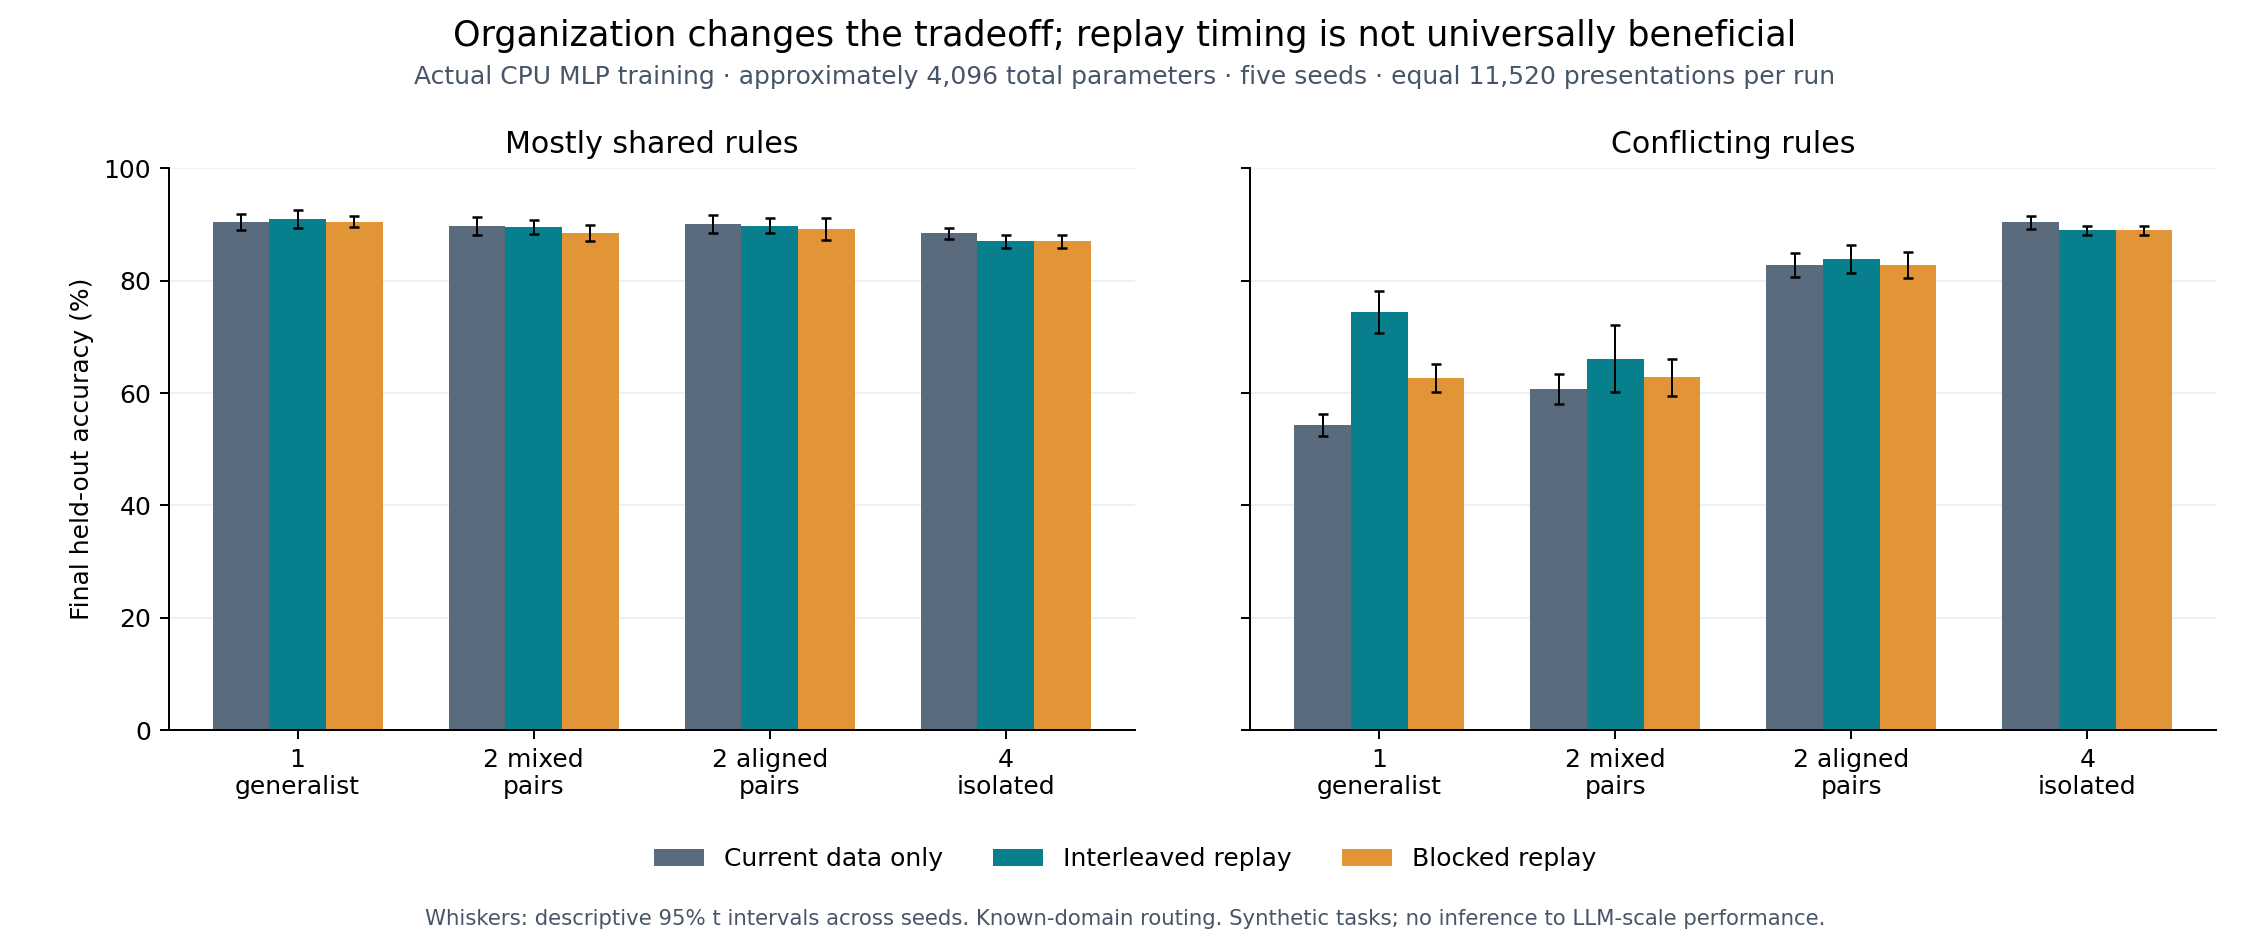 Organization changes the tradeoff; replay timing is not universally beneficial
Actual CPU MLP training · approximately 4,096 total parameters · five seeds · equal 11,520 presentations per run
Mostly shared rules
Conflicting rules
Final held-out accuracy (%)
100
80
60
40
20
0
1
generalist
2 mixed
pairs
2 aligned
pairs
4
isolated
1
generalist
2 mixed
pairs
2 aligned
pairs
4
isolated
Current data only
Interleaved replay
Blocked replay
Whiskers: descriptive 95% t intervals across seeds. Known-domain routing. Synthetic tasks; no inference to LLM-scale performance.